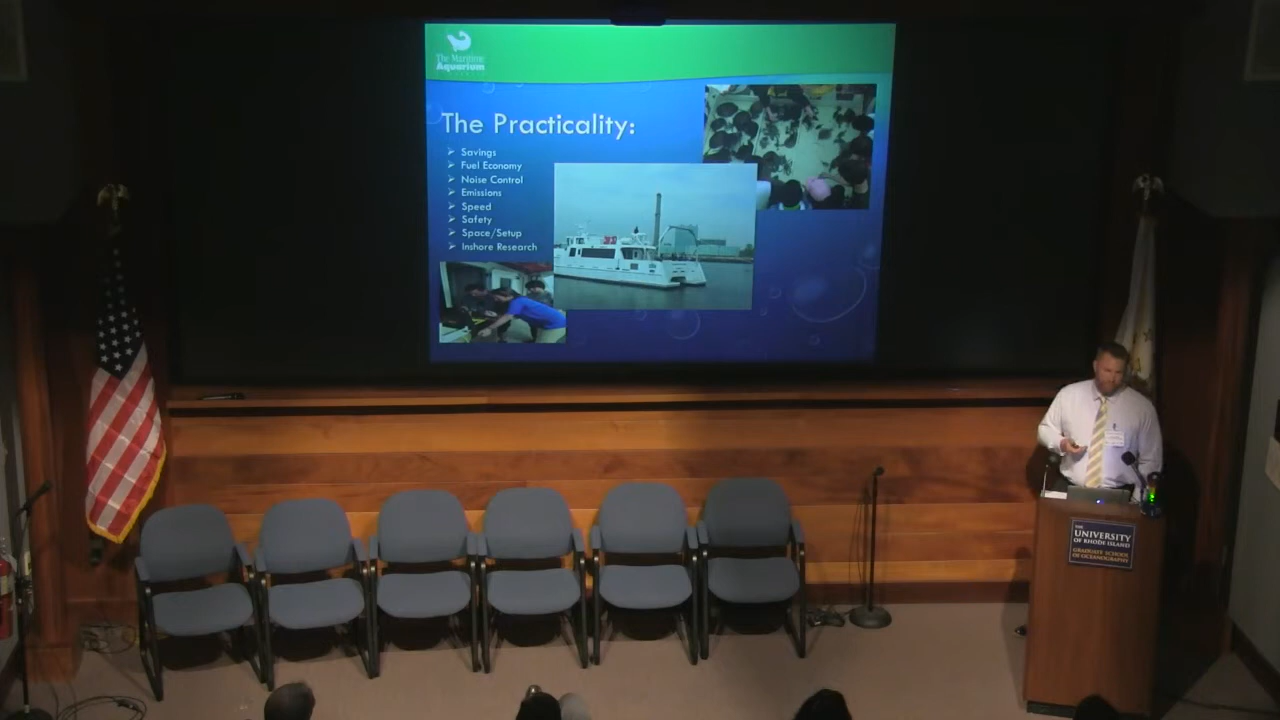 The Maritime
Aquarium
The Practicality:
Savings
Fuel Economy
Noise Control
Emissions
Speed
Safety
Space/Setup
Inshore Research
THE
UNIVERSITY
OF RHODE ISLAND
GRADUATE SCHOOL
OF OCEANOGRAPHY